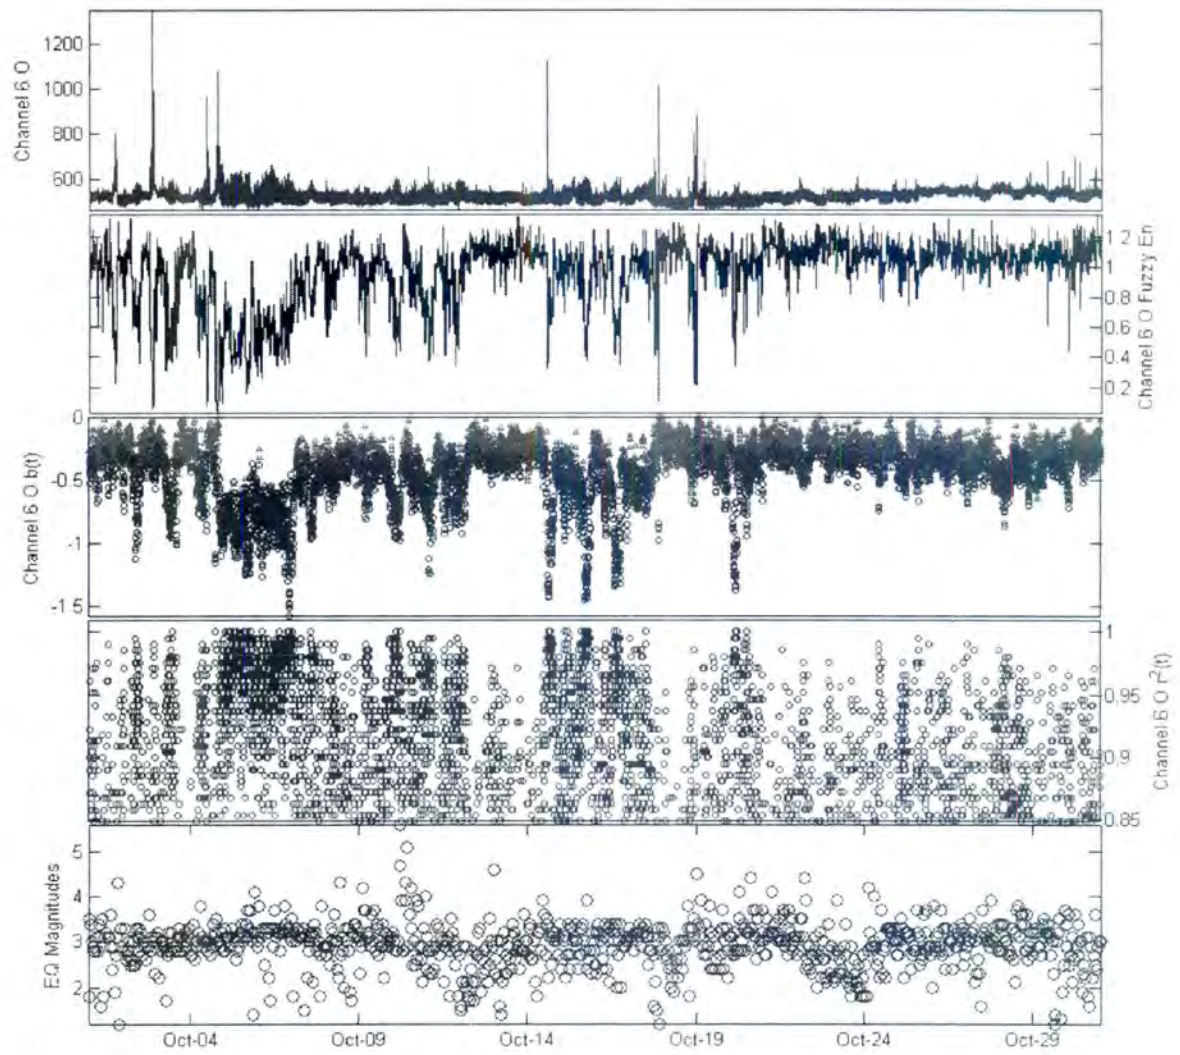 Channel 6 O
1200
1000
800
600
Channel 6 O Fuzzy En
1.2
1
0.8
0.6
0.4
0.2
Channel 6 O b(t)
0
-0.5
-1
-1.5
Channel 6 O r²(t)
1
0.95
0.9
0.85
EQ Magnitudes
5
4
3
2
Oct-04
Oct-09
Oct-14
Oct-19
Oct-24
Oct-29